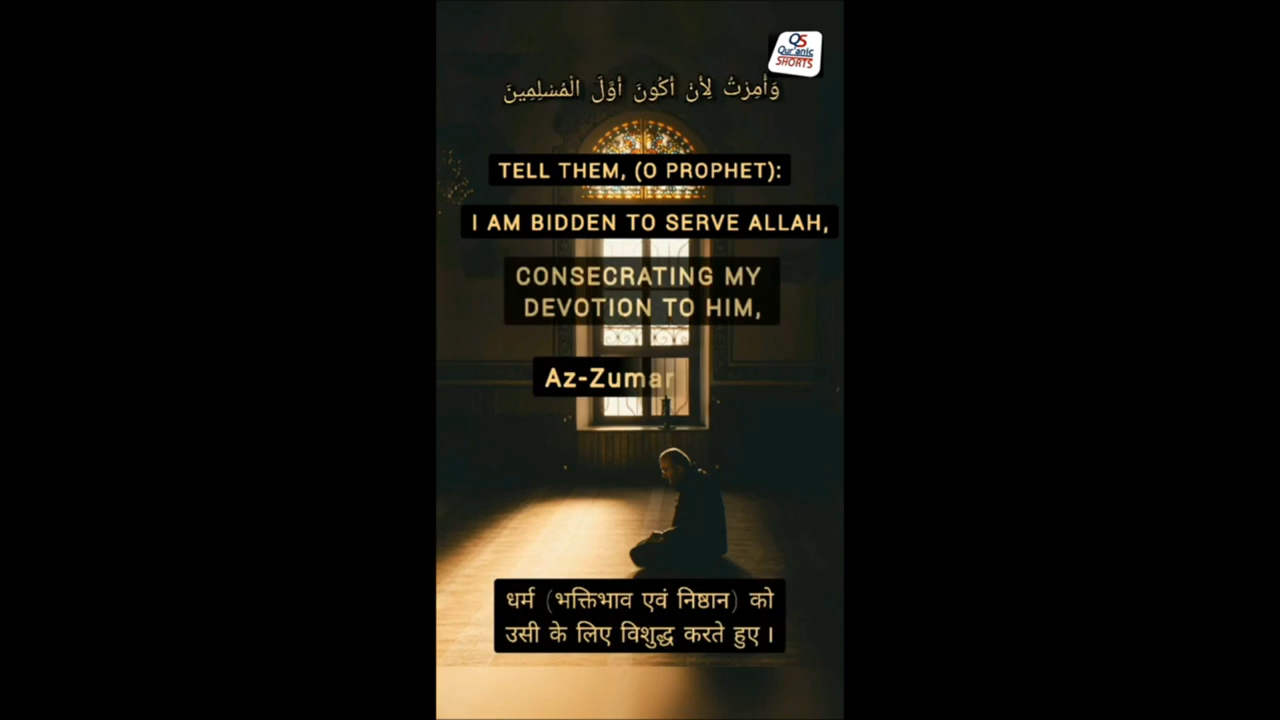 QS
Qur'anic
SHORTS
وَأُمِرْتُ لِأَنْ أَكُونَ أَوَّلَ الْمُسْلِمِينَ
TELL THEM, (O PROPHET):
I AM BIDDEN TO SERVE ALLAH,
CONSECRATING MY
DEVOTION TO HIM,
Az-Zumar
धर्म (भक्तिभाव एवं निष्ठान) को
उसी के लिए विशुद्ध करते हुए ।